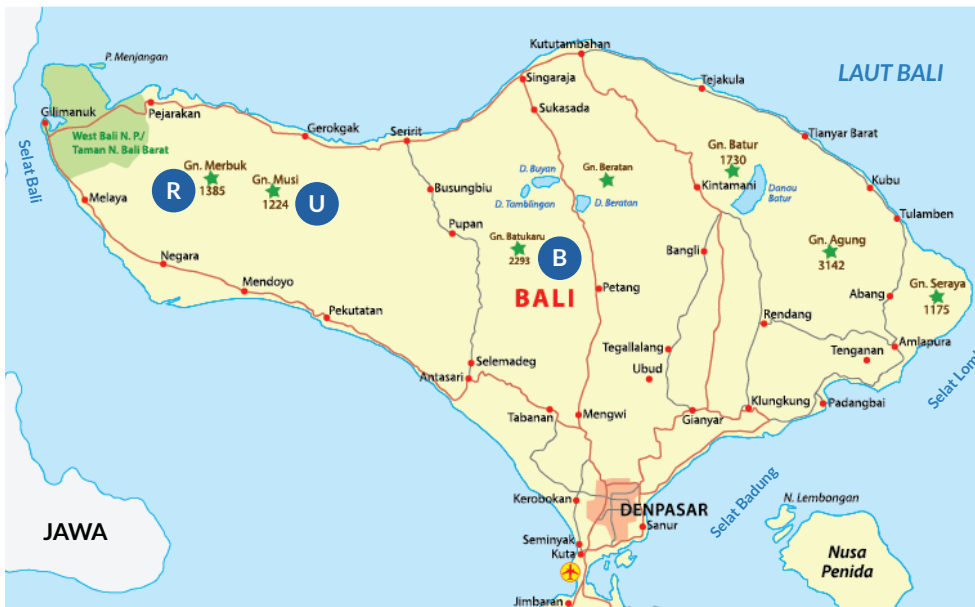 P. Menjangan
Kututambahan
LAUT BALI
Singaraja
Tejakula
Gilimanuk
Pejarakan
Sukasada
West Bali N. P./
Taman N. Bali Barat
Gerokgak
Seririt
Tianyar Barat
Selat Bali
Gn. Merbuk
1385
R
Gn. Musi
1224
U
D. Buyan
Gn. Beratan
Gn. Batur
1730
Melaya
Busungbiu
D. Tamblingan
D. Beratan
Kintamani
Danau
Batur
Kubu
Pupan
Tulamben
Gn. Batukaru
2293
B
Bangli
Gn. Agung
3142
Negara
Mendoyo
BALI
Petang
Abang
Gn. Seraya
1175
Pekutatan
Rendang
Tegallalang
Amlapura
Selemadeg
Ubud
Tenganan
Antasari
Selat Lom
Tabanan
Mengwi
Gianyar
Klungkung
Padangbai
Kerobokan
DENPASAR
Selat Badung
N. Lembongan
JAWA
Sanur
Seminyak
Kuta
Nusa
Penida
Jimbaran